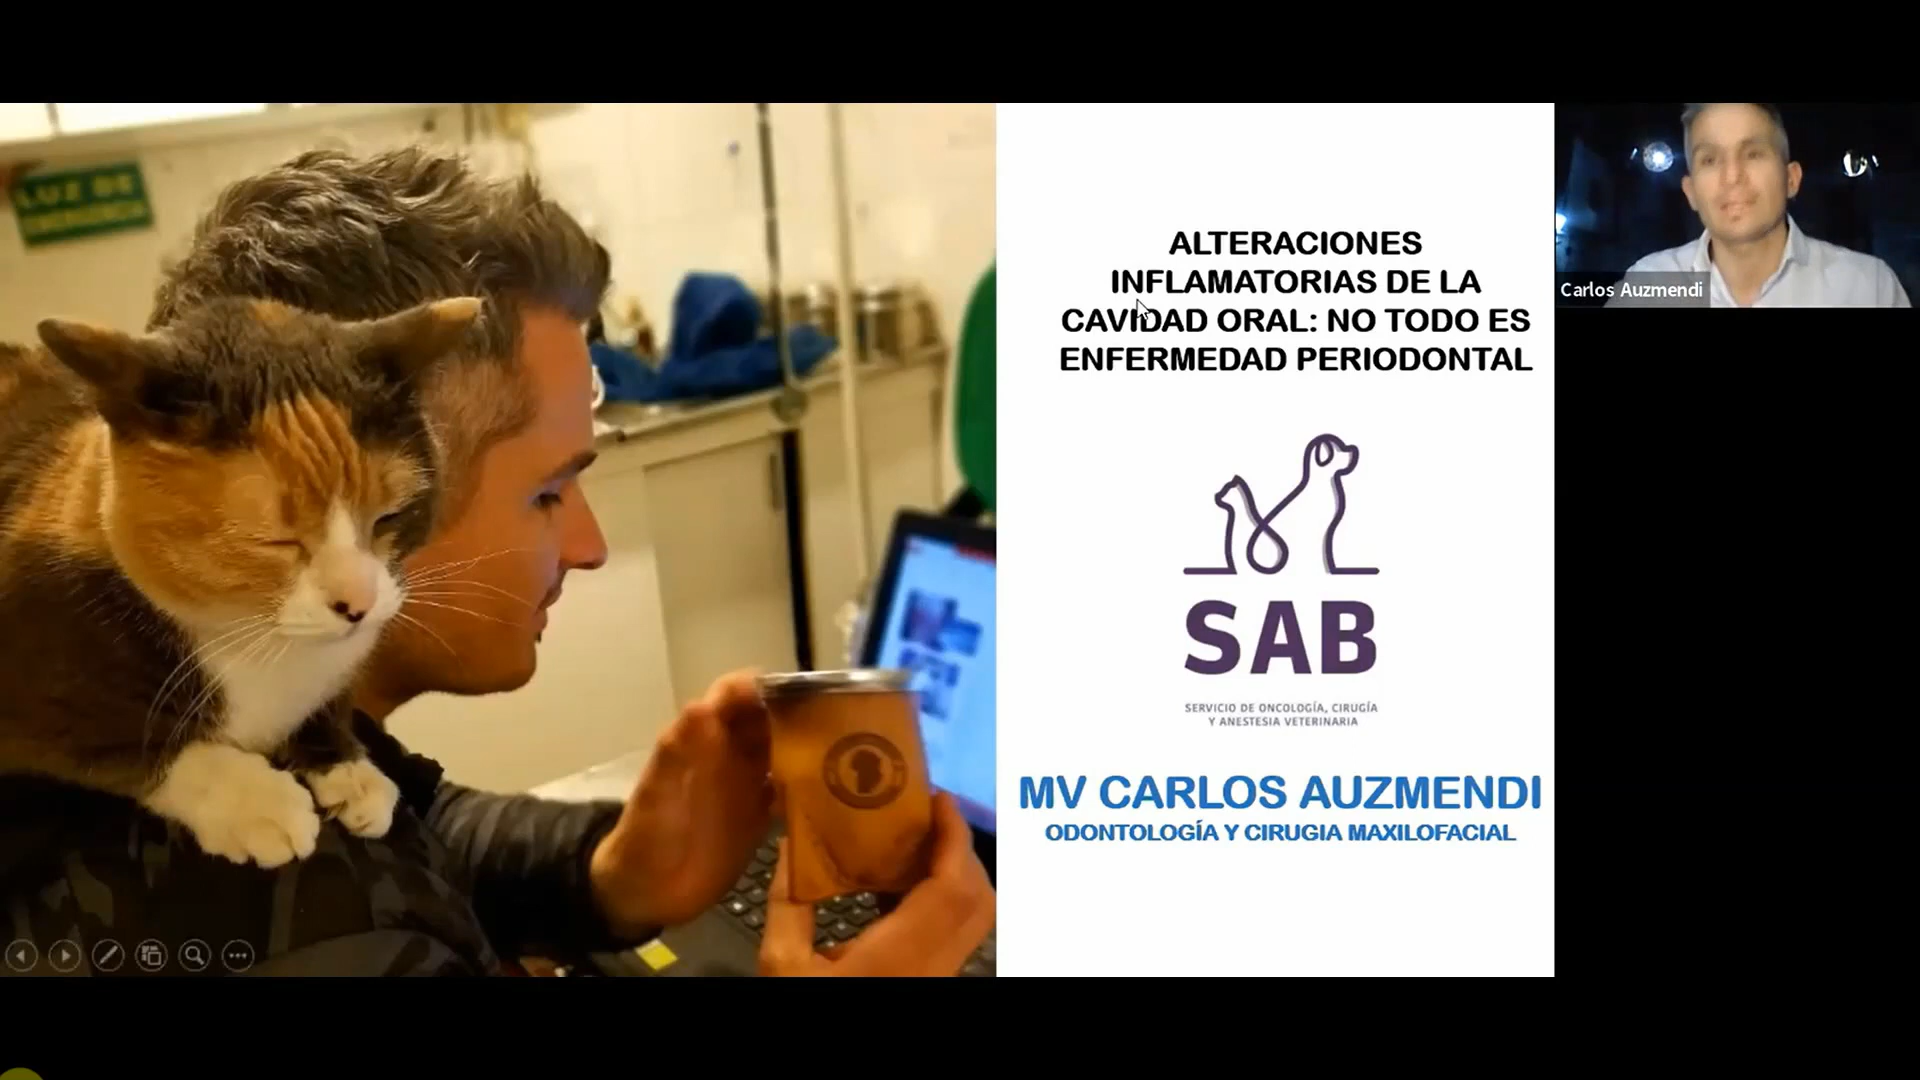 LUZ DE
EMERGENCIA
ALTERACIONES
INFLAMATORIAS DE LA
CAVIDAD ORAL: NO TODO ES
ENFERMEDAD PERIODONTAL
SAB
SERVICIO DE ONCOLOGÍA, CIRUGÍA
Y ANESTESIA VETERINARIA
MV CARLOS AUZMENDI
ODONTOLOGÍA Y CIRUGIA MAXILOFACIAL
Carlos Auzmendi